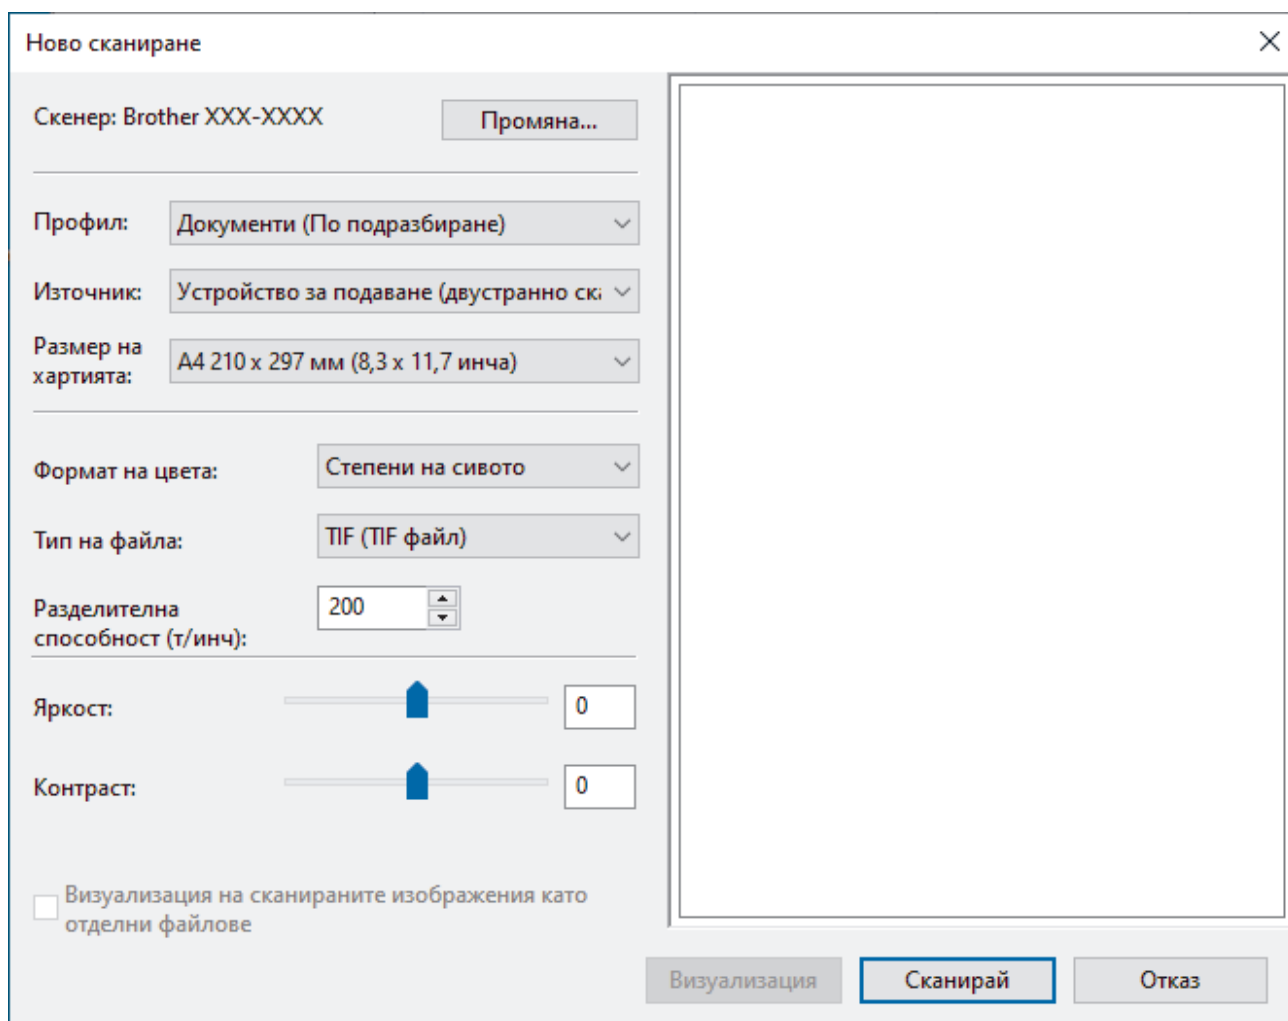 Ново сканиране
Скенер: Brother XXX-XXXX
Промяна...
Профил:
Документи (По подразбиране)
Източник:
Устройство за подаване (двустранно
Размер на
хартията:
A4 210 x 297 мм (8,3 x 11,7 инча)
Формат на цвета:
Степени на сивото
Тип на файла:
TIF (TIF файл)
Разделителна
способност (т/инч):
200
Яркост:
0
Контраст:
0
Визуализация на сканираните изображения като
отделни файлове
Визуализация
Сканирай
Отказ